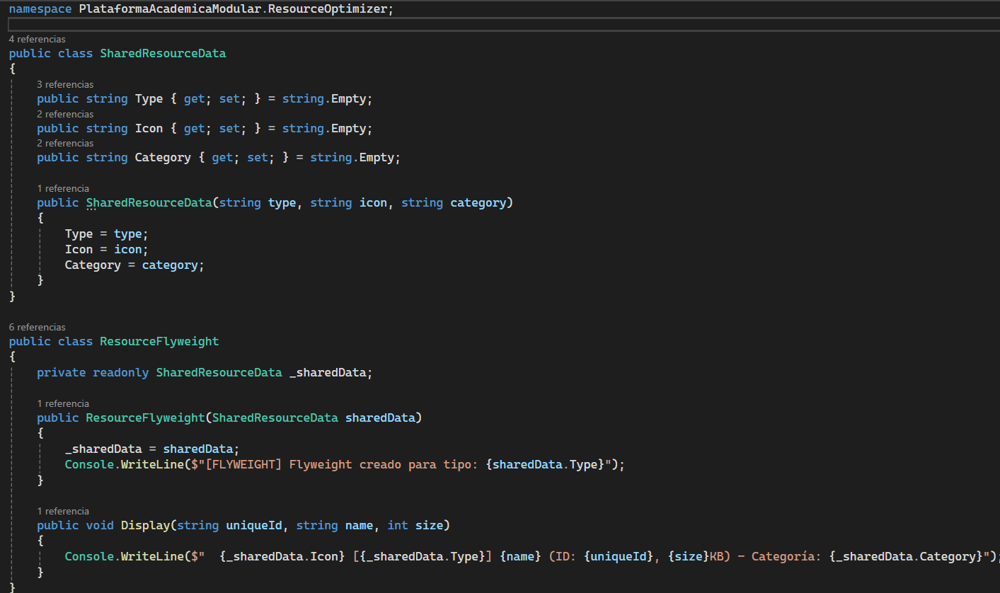 namespace PlataformaAcademicaModular.ResourceOptimizer;
4 referencias
public class SharedResourceData
{
3 referencias
public string Type { get; set; } = string.Empty;
2 referencias
public string Icon { get; set; } = string.Empty;
2 referencias
public string Category { get; set; } = string.Empty;
1 referencia
public SharedResourceData(string type, string icon, string category)
{
Type = type;
Icon = icon;
Category = category;
}
}
6 referencias
public class ResourceFlyweight
{
private readonly SharedResourceData _sharedData;
1 referencia
public ResourceFlyweight(SharedResourceData sharedData)
{
_sharedData = sharedData;
Console.WriteLine($"[FLYWEIGHT] Flyweight creado para tipo: {sharedData.Type}");
}
1 referencia
public void Display(string uniqueId, string name, int size)
{
Console.WriteLine($"  {_sharedData.Icon} [{_sharedData.Type}] {name} (ID: {uniqueId}, {size}KB) - Categoría: {_sharedData.Category}");
}
}